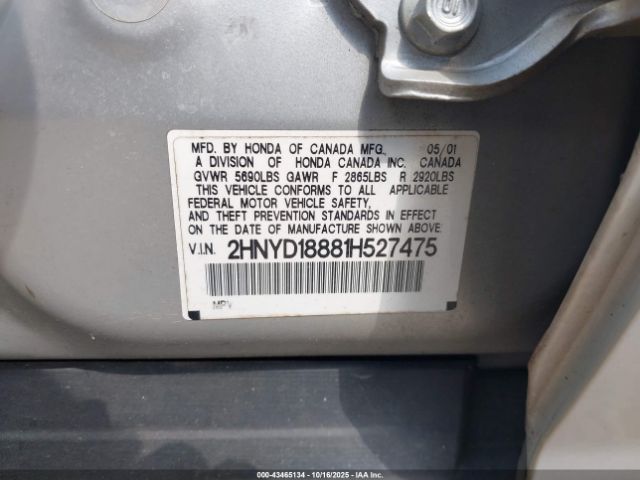 MFD. BY HONDA OF CANADA MFG., 05/01
A DIVISION OF HONDA CANADA INC. CANADA
GVWR 5690LBS GAWR F 2865LBS R 2920LBS
THIS VEHICLE CONFORMS TO ALL APPLICABLE
FEDERAL MOTOR VEHICLE SAFETY,
AND THEFT PREVENTION STANDARDS IN EFFECT
ON THE DATE OF MANUFACTURE SHOWN ABOVE.
V.I.N. 2HNYD18881H527475
MPV
000-43465134 - 10/16/2025 - IAA Inc.